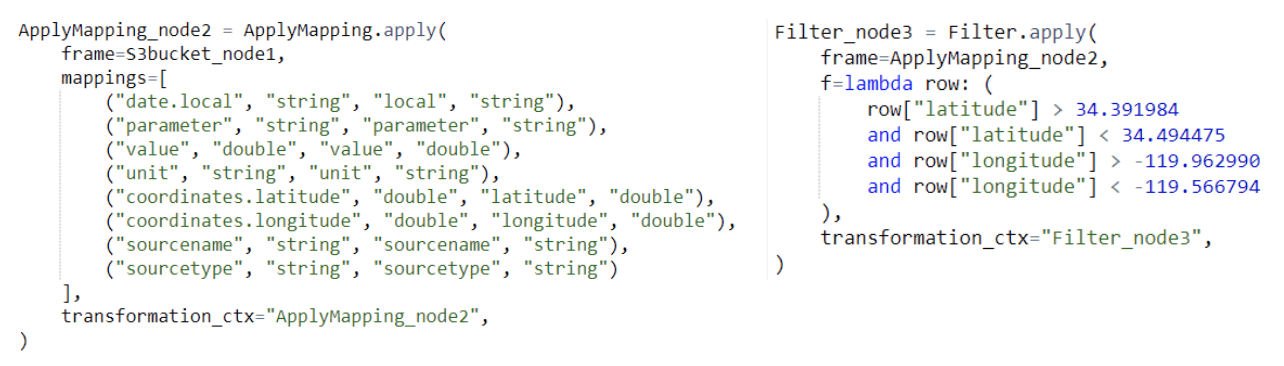 ApplyMapping_node2 = ApplyMapping.apply(
    frame=S3bucket_node1,
    mappings=[
        ("date.local", "string", "local", "string"),
        ("parameter", "string", "parameter", "string"),
        ("value", "double", "value", "double"),
        ("unit", "string", "unit", "string"),
        ("coordinates.latitude", "double", "latitude", "double"),
        ("coordinates.longitude", "double", "longitude", "double"),
        ("sourcename", "string", "sourcename", "string"),
        ("sourcetype", "string", "sourcetype", "string")
    ],
    transformation_ctx="ApplyMapping_node2",
)
Filter_node3 = Filter.apply(
    frame=ApplyMapping_node2,
    f=lambda row: (
        row["latitude"] > 34.391984
        and row["latitude"] < 34.494475
        and row["longitude"] > -119.962990
        and row["longitude"] < -119.566794
    ),
    transformation_ctx="Filter_node3",
)